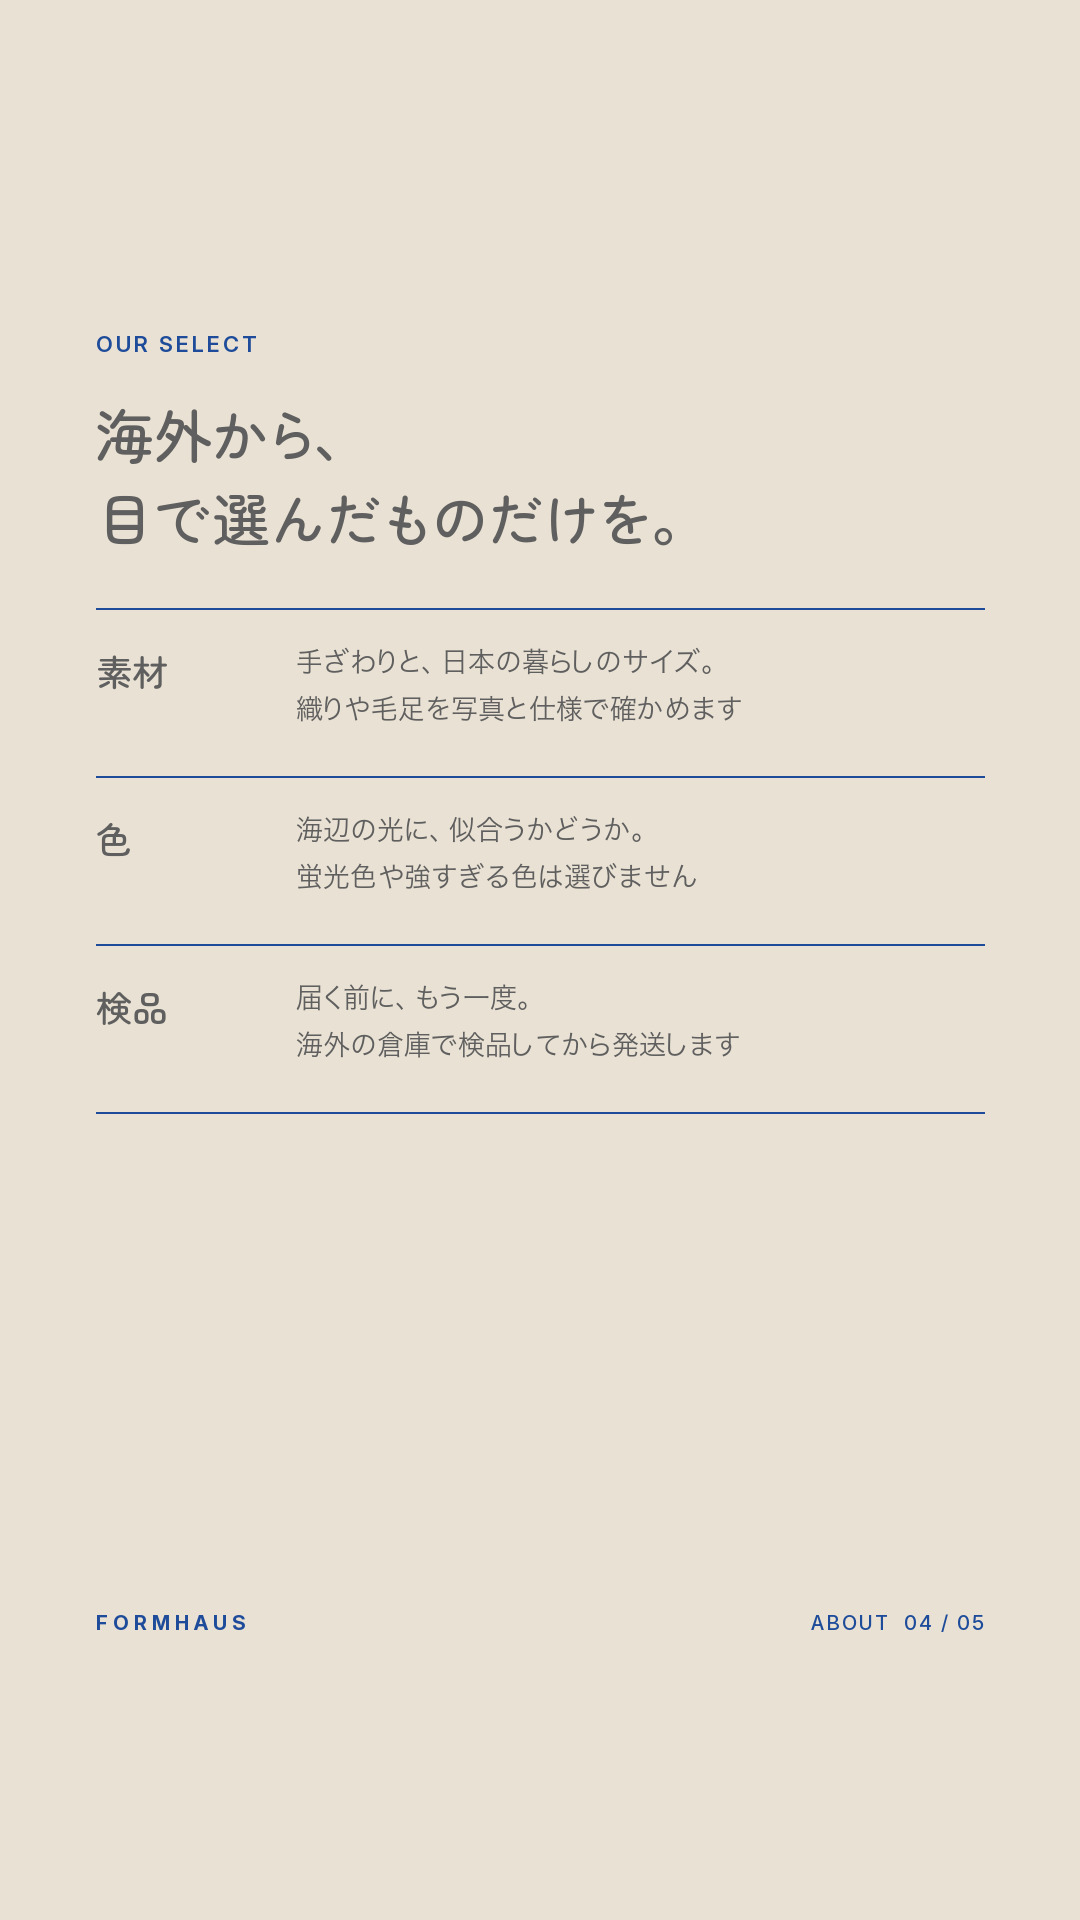 OUR SELECT
海外から、
目で選んだものだけを。
素材
手ざわりと、日本の暮らしのサイズ。
織りや毛足を写真と仕様で確かめます
色
海辺の光に、似合うかどうか。
蛍光色や強すぎる色は選びません
検品
届く前に、もう一度。
海外の倉庫で検品してから発送します
FORMHAUS
ABOUT 04 / 05